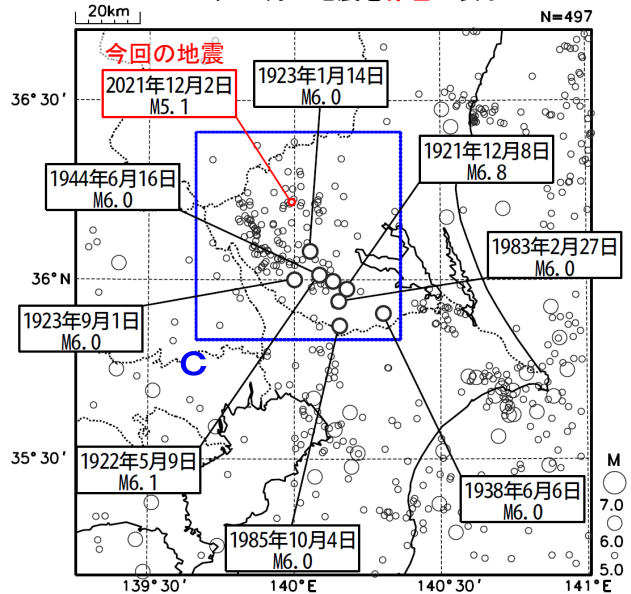 20km
N=497
今回の地震
2021年12月2日
M5.1
1923年1月14日
M6.0
36°30′
1921年12月8日
M6.8
1944年6月16日
M6.0
1983年2月27日
M6.0
36°N
1923年9月1日
M6.0
C
1922年5月9日
M6.1
35°30′
1938年6月6日
M6.0
1985年10月4日
M6.0
M
7.0
6.0
5.0
139°30′
140°E
140°30′
141°E